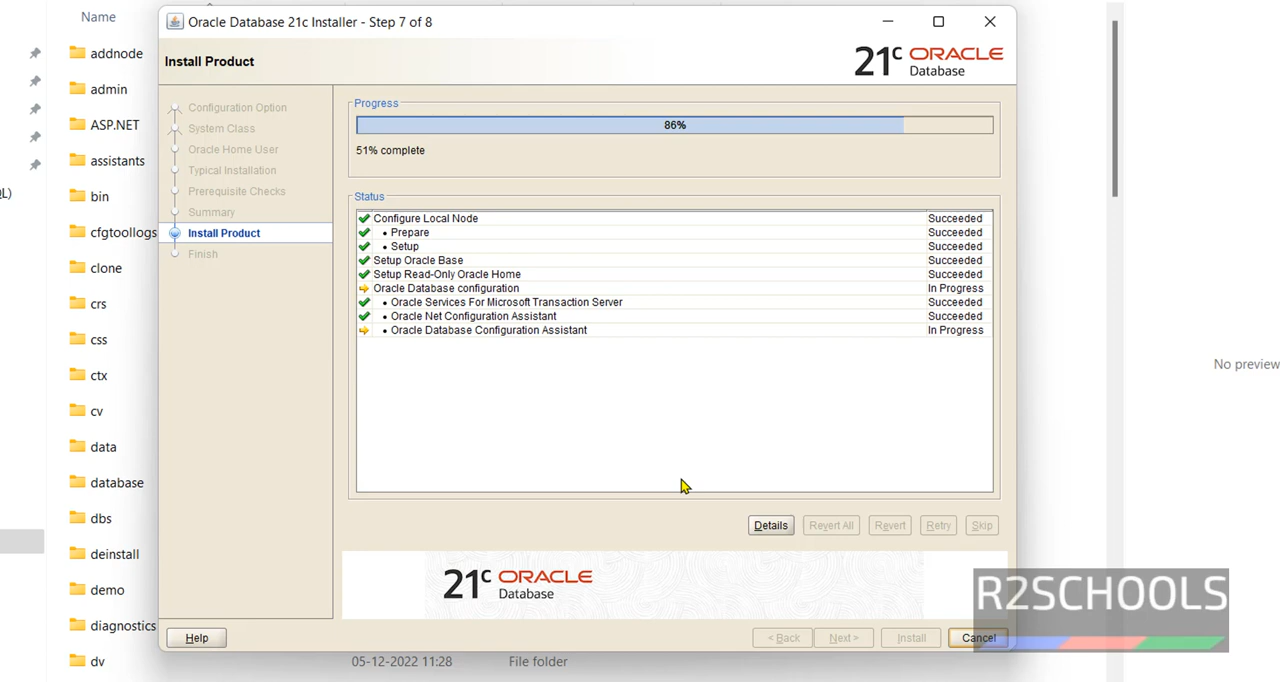 Name
addnode
admin
ASP.NET
assistants
bin
cfgtoollogs
clone
crs
css
ctx
cv
data
database
dbs
deinstall
demo
diagnostics
dv
QL)
Oracle Database 21c Installer - Step 7 of 8
Install Product
21c ORACLE
Database
Configuration Option
System Class
Oracle Home User
Typical Installation
Prerequisite Checks
Summary
Install Product
Finish
Progress
86%
51% complete
Status
Configure Local Node Succeeded
• Prepare Succeeded
• Setup Succeeded
Setup Oracle Base Succeeded
Setup Read-Only Oracle Home Succeeded
Oracle Database configuration In Progress
• Oracle Services For Microsoft Transaction Server Succeeded
• Oracle Net Configuration Assistant Succeeded
• Oracle Database Configuration Assistant In Progress
Details Revert All Revert Retry Skip
21c ORACLE
Database
Help < Back Next > Install Cancel
05-12-2022 11:28 File folder
No preview
R2SCHOOLS